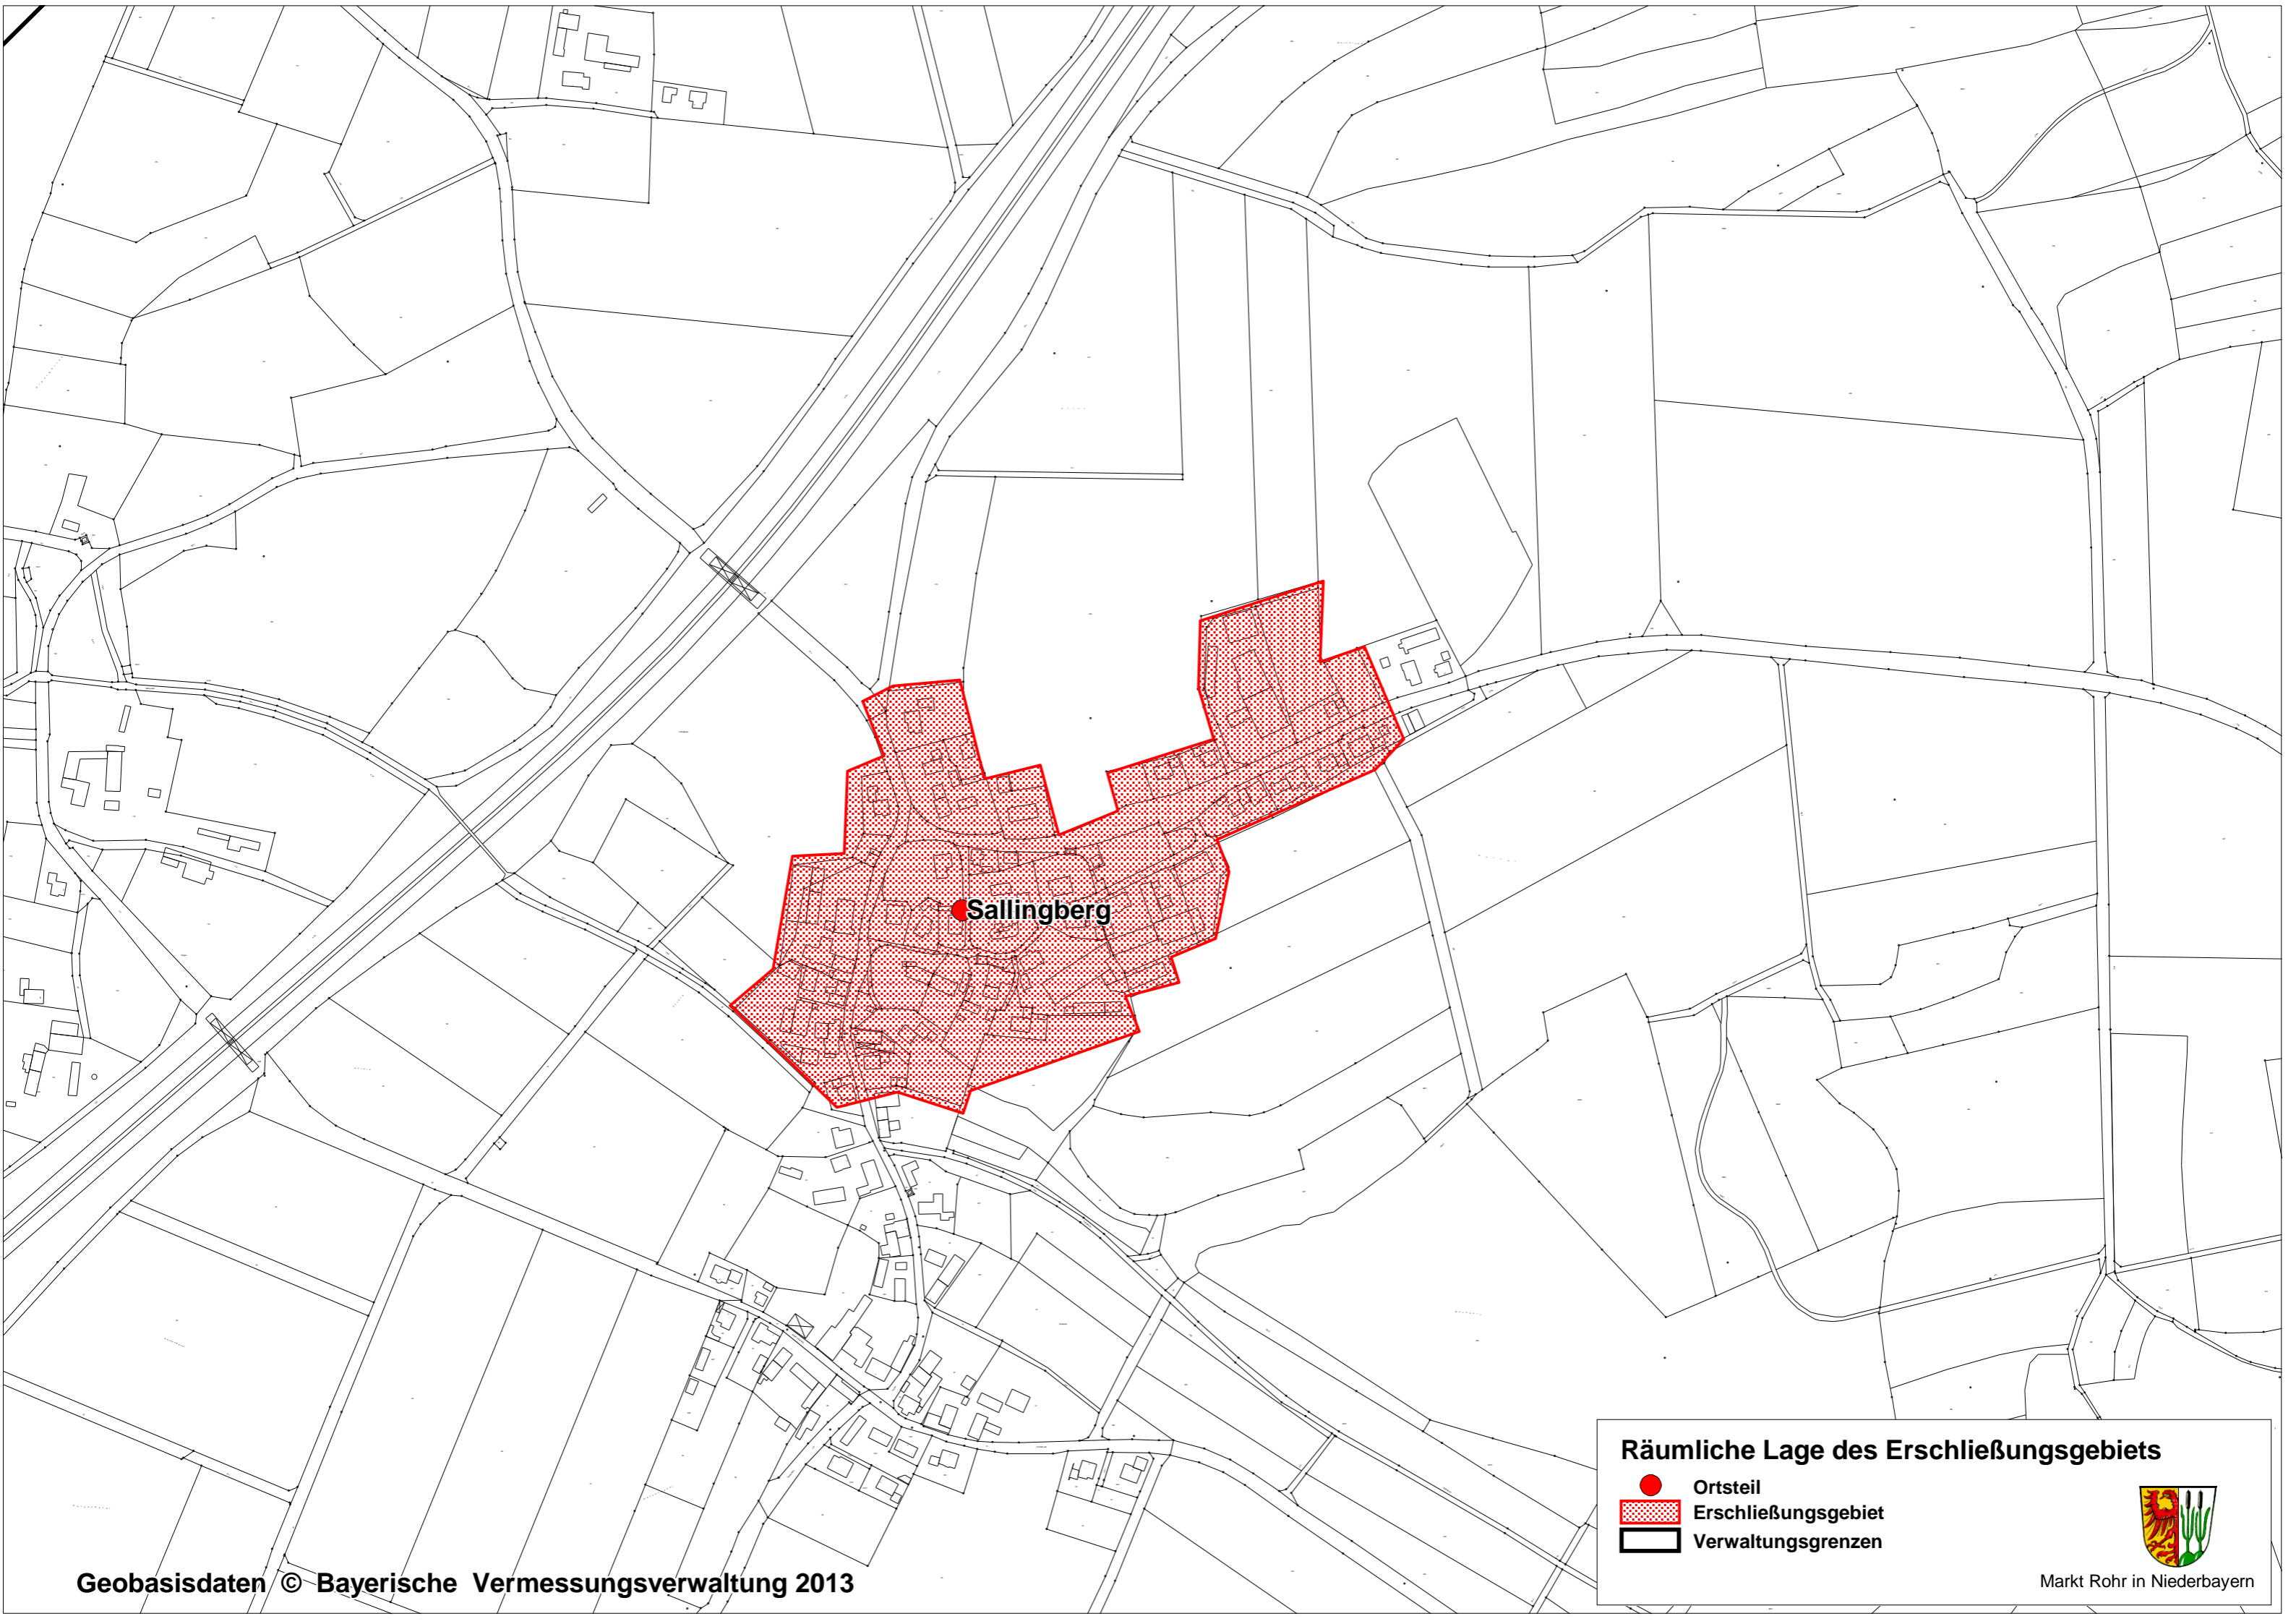 Sallingberg
Räumliche Lage des Erschließungsgebiets
Ortsteil
Erschließungsgebiet
Verwaltungsgrenzen
Markt Rohr in Niederbayern
Geobasisdaten © Bayerische Vermessungsverwaltung 2013